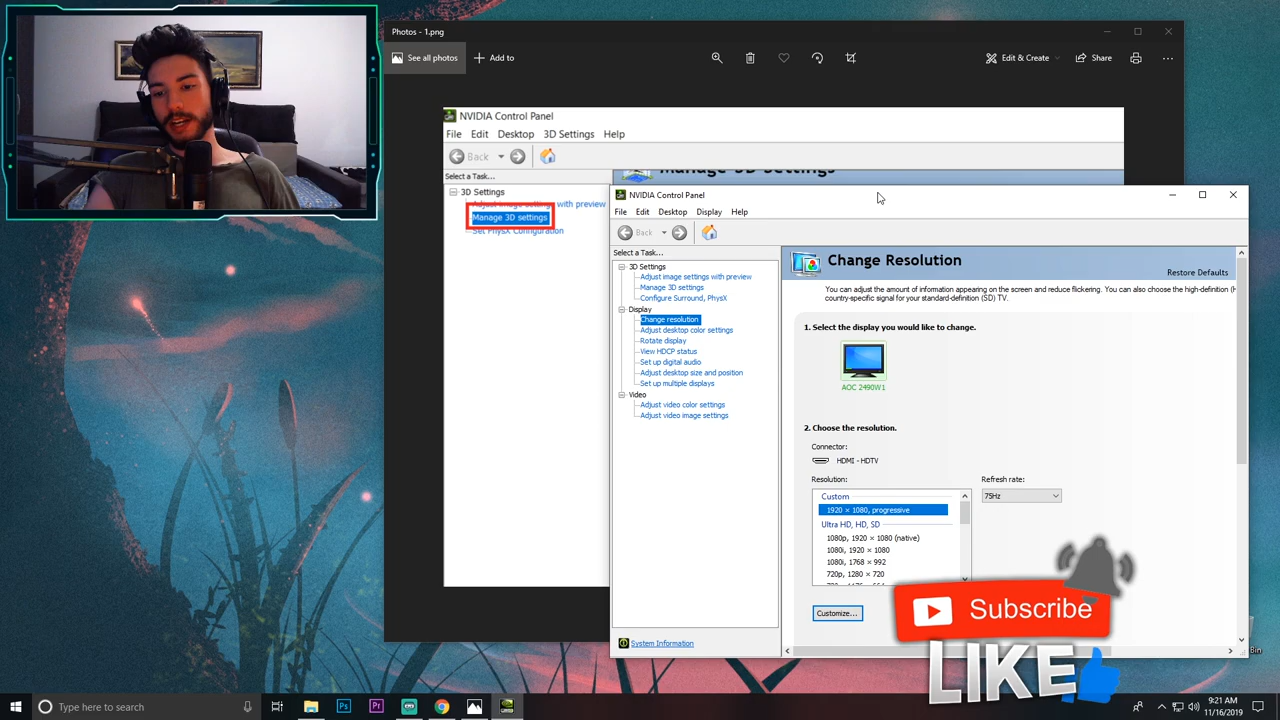 Photos - 1.png
See all photos
Add to
Edit & Create
Share
NVIDIA Control Panel
File Edit Desktop 3D Settings Help
Back
Manage 3D Settings
Select a Task...
3D Settings
Adjust image settings with preview
Manage 3D settings
Set PhysX Configuration
NVIDIA Control Panel
File Edit Desktop Display Help
Back
Select a Task...
3D Settings
Adjust image settings with preview
Manage 3D settings
Configure Surround, PhysX
Display
Change resolution
Adjust desktop color settings
Rotate display
View HDCP status
Set up digital audio
Adjust desktop size and position
Set up multiple displays
Video
Adjust video color settings
Adjust video image settings
System Information
Change Resolution
Restore Defaults
You can adjust the amount of information appearing on the screen and reduce flickering. You can also choose the high-definition (H
country-specific signal for your standard-definition (SD) TV.
1. Select the display you would like to change.
AOC 2490W1
2. Choose the resolution.
Connector:
HDMI - HDTV
Resolution:
Refresh rate:
75Hz
Custom
1920 × 1080, progressive
Ultra HD, HD, SD
1080p, 1920 × 1080 (native)
1080i, 1920 × 1080
1080i, 1768 × 992
720p, 1280 × 720
Customize...
Subscribe
LIKE
Bin
Type here to search
Ps
Pr
9:21 AM
11/16/2019